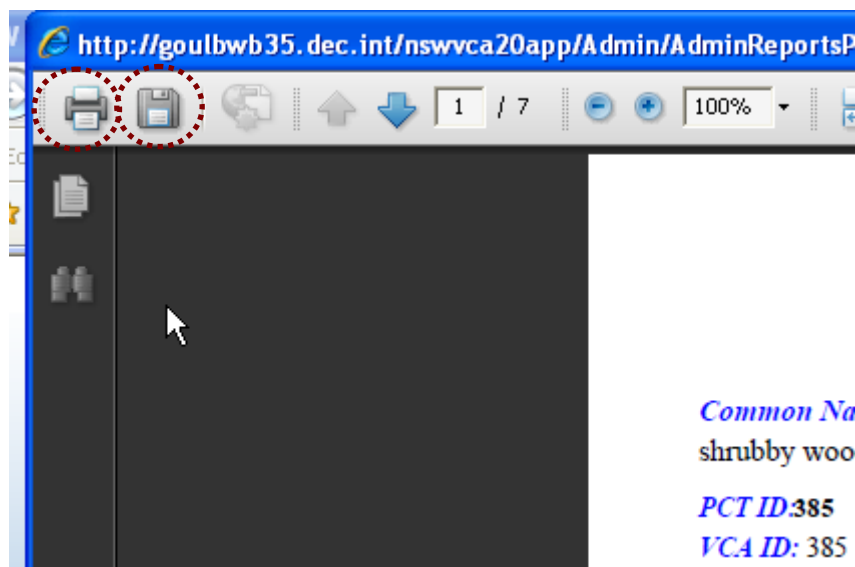 http://goulbwb35.dec.int/nswvca20app/Admin/AdminReportsP
1 / 7 100%
Common Na
shrubby woo
PCT ID:385
VCA ID: 385